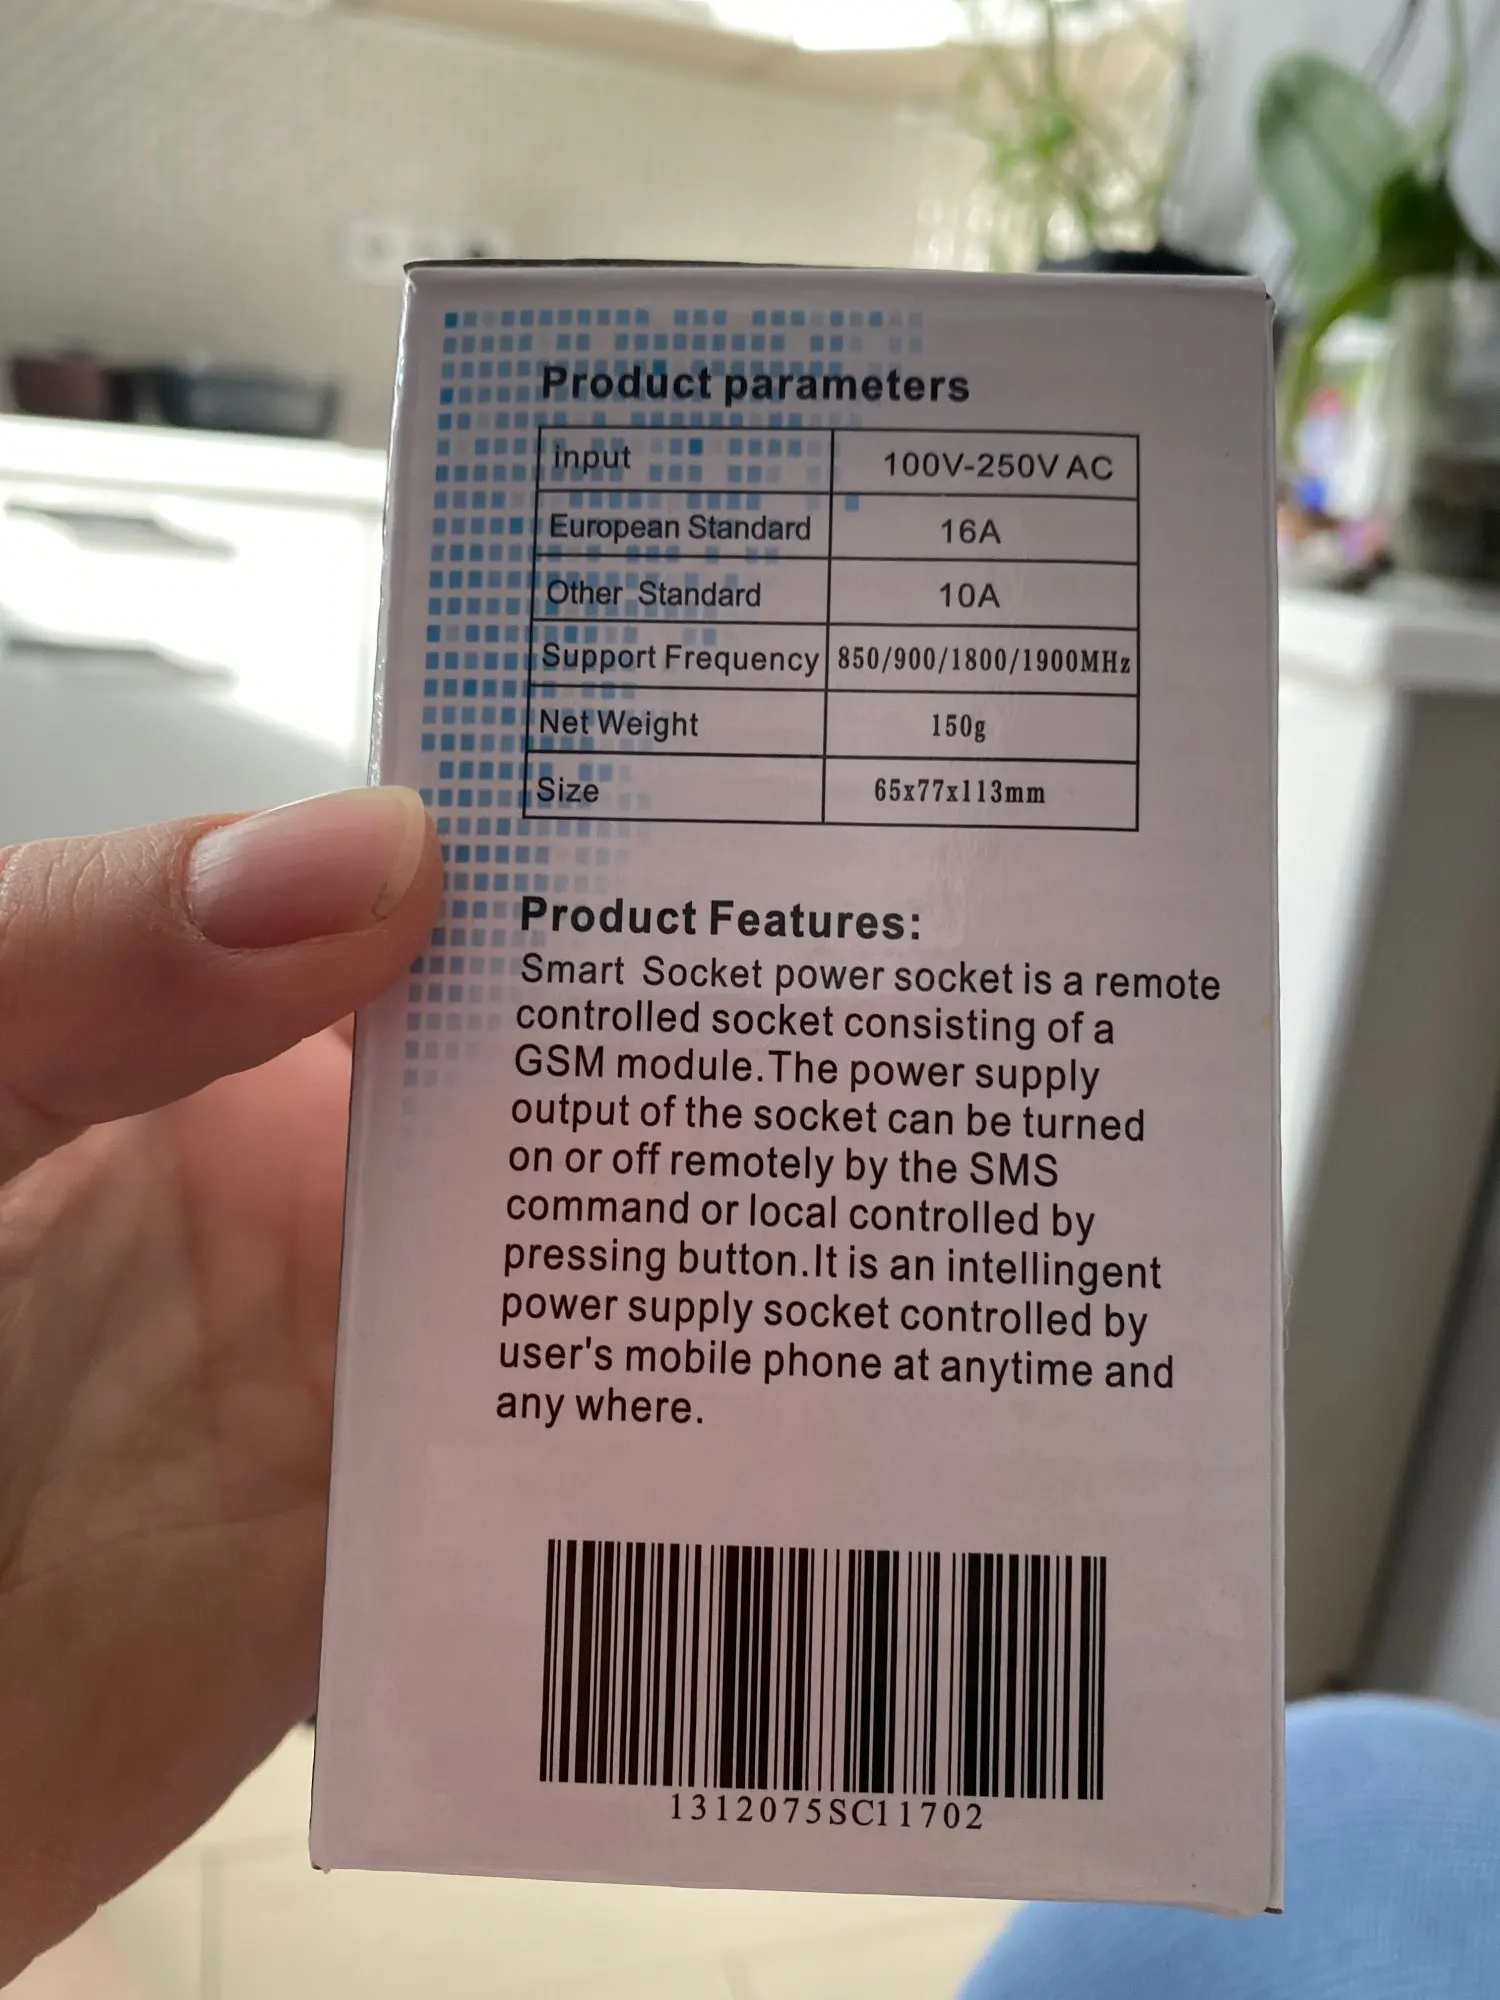 Product parameters
input 100V-250V AC
European Standard 16A
Other Standard 10A
Support Frequency 850/900/1800/1900MHz
Net Weight 150g
Size 65x77x113mm
Product Features:
Smart Socket power socket is a remote
controlled socket consisting of a
GSM module.The power supply
output of the socket can be turned
on or off remotely by the SMS
command or local controlled by
pressing button.It is an intellingent
power supply socket controlled by
user's mobile phone at anytime and
any where.
1312075SC11702